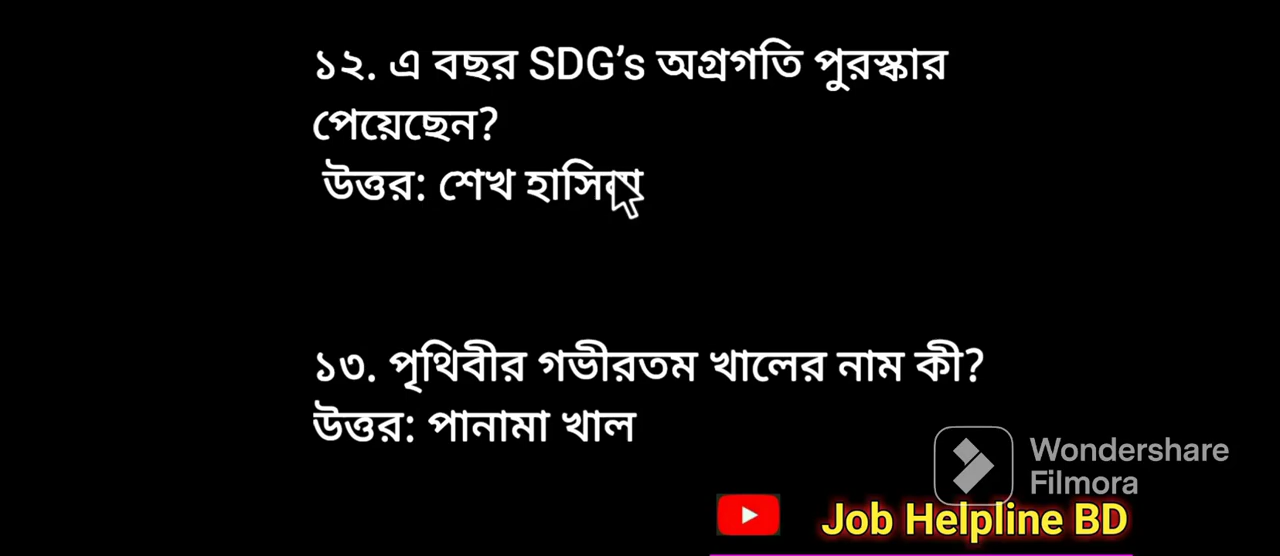 ১২. এ বছর SDG’s অগ্রগতি পুরস্কার
পেয়েছেন?
উত্তর: শেখ হাসিনা
১৩. পৃথিবীর গভীরতম খালের নাম কী?
উত্তর: পানামা খাল
Wondershare
Filmora
Job Helpline BD